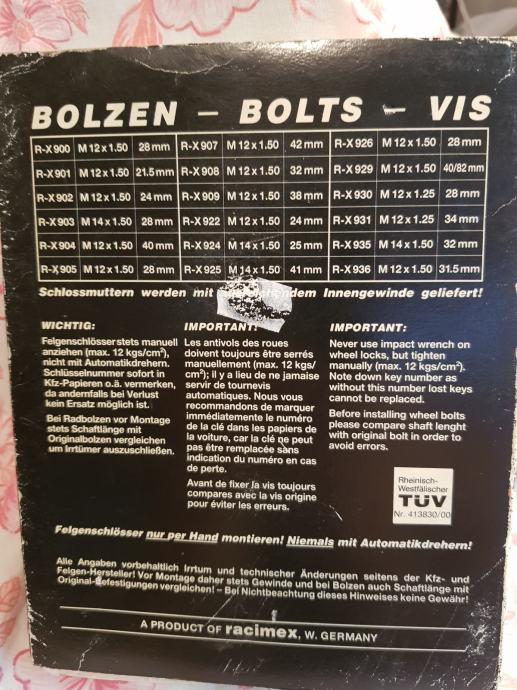 BOLZEN – BOLTS – VIS
R-X900 M 12 x 1.50 28 mm R-X 907 M 12 x 1.50 42 mm R-X 926 M 12 x 1.50 28 mm
R-X901 M 12 x 1.50 21.5 mm R-X 908 M 12 x 1.50 32 mm R-X 929 M 12 x 1.50 40/82 mm
R-X 902 M 12 x 1.50 24 mm R-X 909 M 12 x 1.50 38 mm R-X 930 M 12 x 1.25 28 mm
R-X 903 M 14 x 1.50 28 mm R-X 922 M 12 x 1.50 24 mm R-X 931 M 12 x 1.25 34 mm
R-X 904 M 12 x 1.50 40 mm R-X 924 M 14 x 1.50 25 mm R-X 935 M 14 x 1.50 32 mm
R-X 905 M 12 x 1.50 28 mm R-X 925 M 14 x 1.50 41 mm R-X 936 M 12 x 1.50 31.5 mm
Schlossmuttern werden mit Innengewinde geliefert!
WICHTIG:
Felgenschlösser stets manuell
anziehen (max. 12 kgs/cm²),
nicht mit Automatikdrehern.
Schlüsselnummer sofort in
Kfz-Papieren o.ä. vermerken,
da andernfalls bei Verlust
kein Ersatz möglich ist.
Bei Radbolzen vor Montage
stets Schaftlänge mit
Originalbolzen vergleichen
um Irrtümer auszuschließen.
IMPORTANT:
Les antivols des roues
doivent toujours être serrés
manuellement (max. 12 kgs/
cm²); il y a lieu de ne jamaise
servir de tournevis
automatiques. Nous vous
recommandons de marquer
immédiatement le numéro
de la clé dans les papiers de
la voiture, car la clé ne peut
pas être remplacée sàns
indication du numéro en cas
de perte.
Avant de fixer la vis toujours
compares avec la vis origine
pour éviter les erreurs.
IMPORTANT:
Never use impact wrench on
wheel locks, but tighten
manually (max. 12 kgs/cm²).
Note down key number as
without this number lost keys
cannot be replaced.
Before installing wheel bolts
please compare shaft lenght
with original bolt in order to
avoid errors.
Rheinisch-
Westfälischer
TÜV
Nr. 413830/00
Felgenschlösser nur per Hand montieren! Niemals mit Automatikdrehern!
Alle Angaben vorbehaltlich Irrtum und technischer Änderungen seitens der Kfz- und
Felgen-Hersteller! Vor Montage daher stets Gewinde und bei Bolzen auch Schaftlänge mit
Original-Befestigungen vergleichen! – Bei Nichtbeachtung dieses Hinweises keine Gewähr!
A PRODUCT OF racimex, W. GERMANY